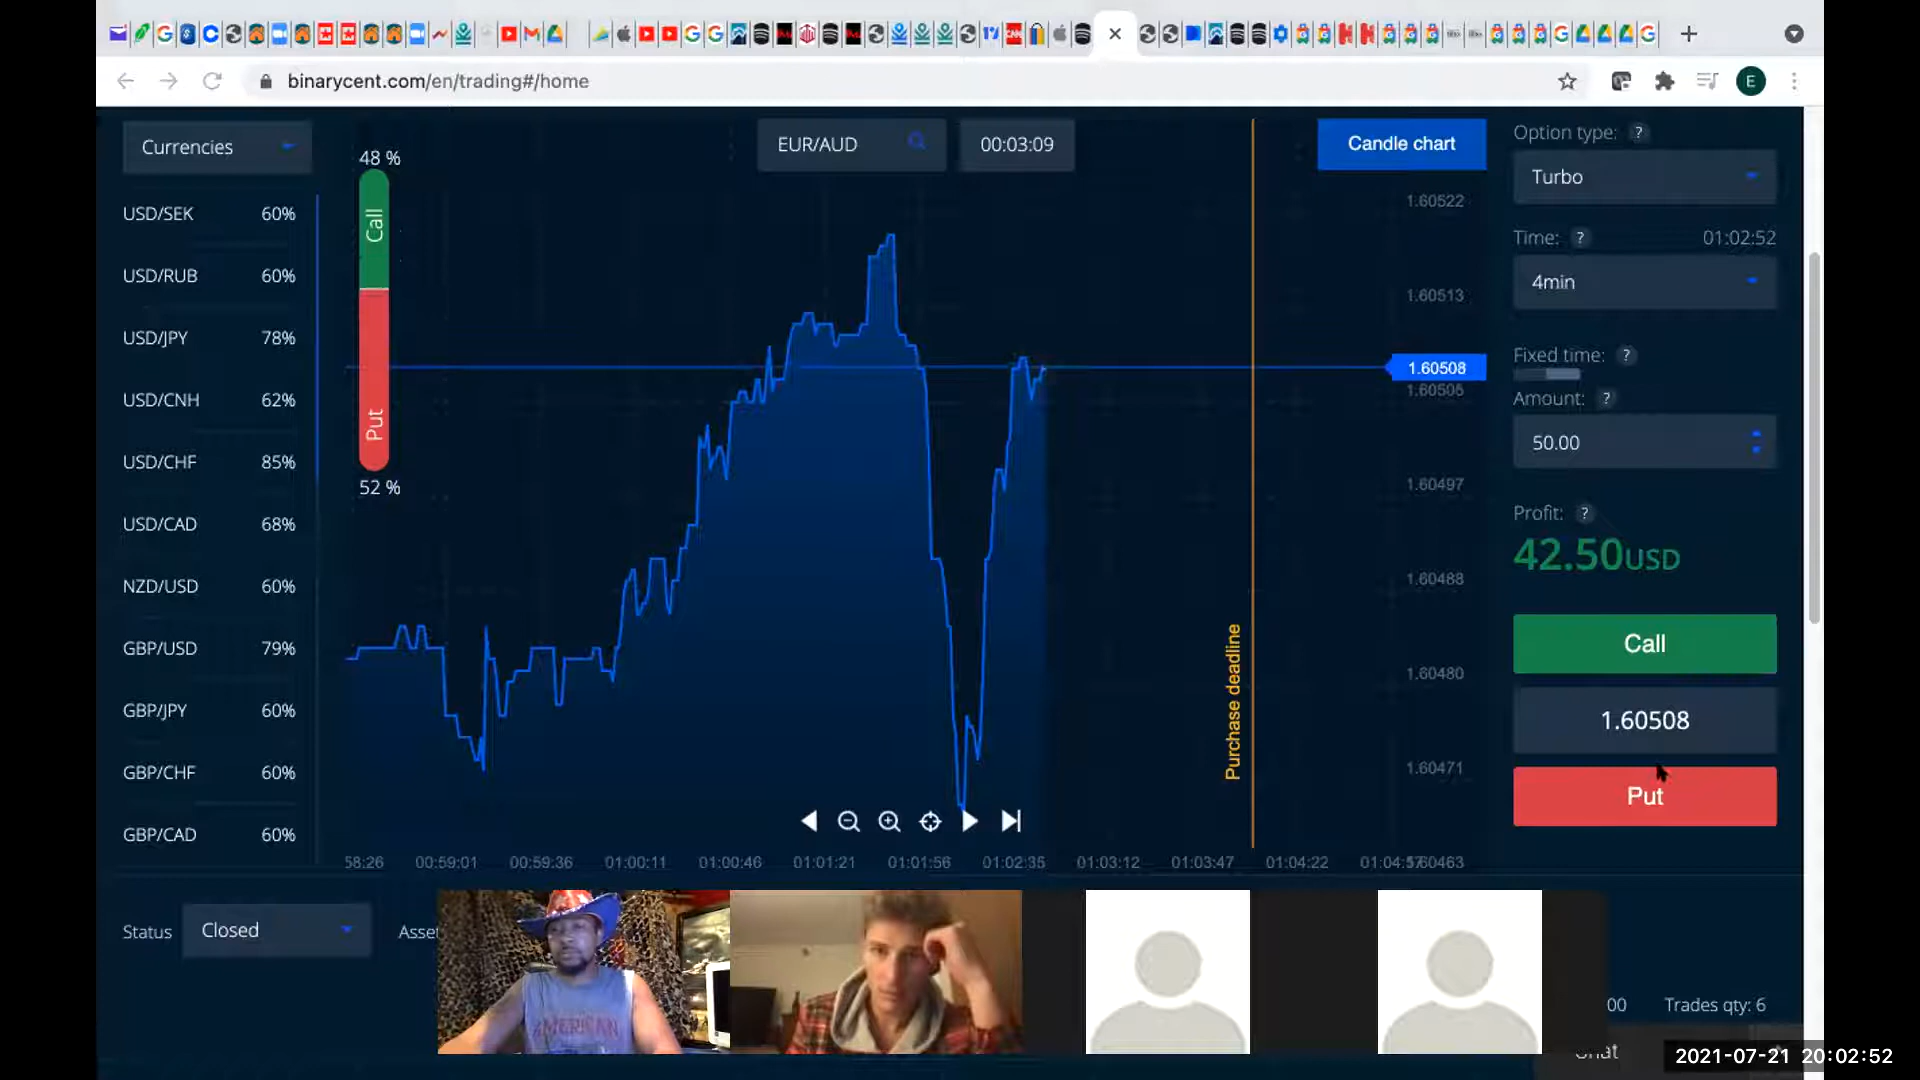 binarycent.com/en/trading#/home
E
Currencies
USD/SEK 60%
USD/RUB 60%
USD/JPY 78%
USD/CNH 62%
USD/CHF 85%
USD/CAD 68%
NZD/USD 60%
GBP/USD 79%
GBP/JPY 60%
GBP/CHF 60%
GBP/CAD 60%
48 %
Call
Put
52 %
EUR/AUD
00:03:09
Candle chart
1.60522
1.60513
1.60508
1.60505
1.60497
1.60488
1.60480
1.60471
Purchase deadline
58:26 00:59:01 00:59:36 01:00:11 01:00:46 01:01:21 01:01:56 01:02:35 01:03:12 01:03:47 01:04:22
Option type: ?
Turbo
Time: ? 01:02:52
4min
Fixed time: ?
Amount: ?
50.00
Profit: ?
42.50USD
Call
1.60508
Put
Status Closed Asset
AMERICAN
00 Trades qty: 6
2021-07-21 20:02:52